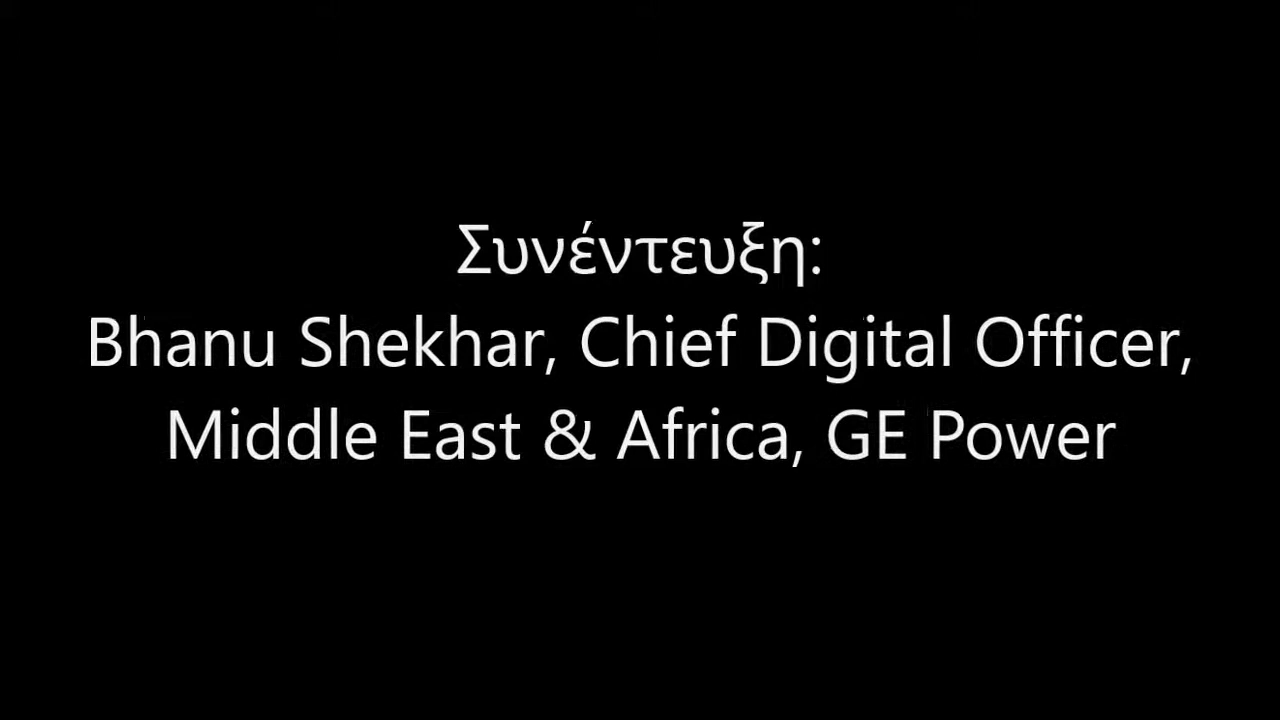 Συνέντευξη:
Bhanu Shekhar, Chief Digital Officer,
Middle East & Africa, GE Power